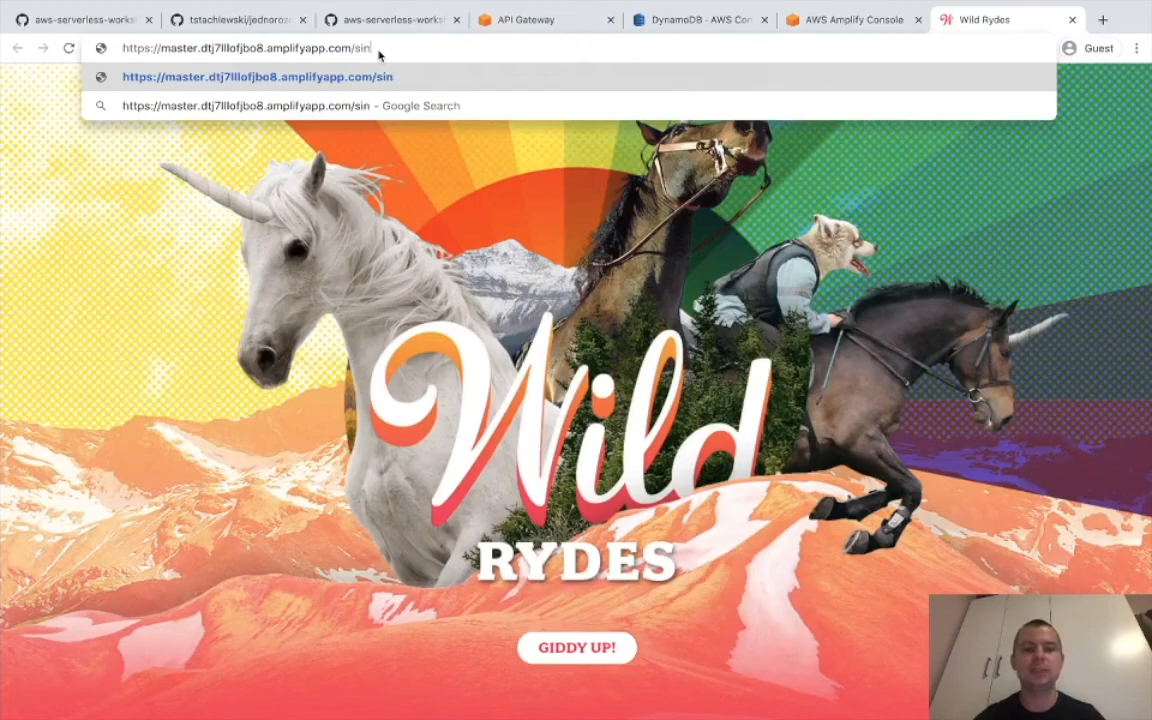 aws-serverless-works
tstachlewski/jednoroz
aws-serverless-works
API Gateway
DynamoDB - AWS Con
AWS Amplify Console
Wild Rydes
https://master.dtj7lllofjbo8.amplifyapp.com/sin
Guest
https://master.dtj7lllofjbo8.amplifyapp.com/sin
https://master.dtj7lllofjbo8.amplifyapp.com/sin - Google Search
Wild
RYDES
GIDDY UP!